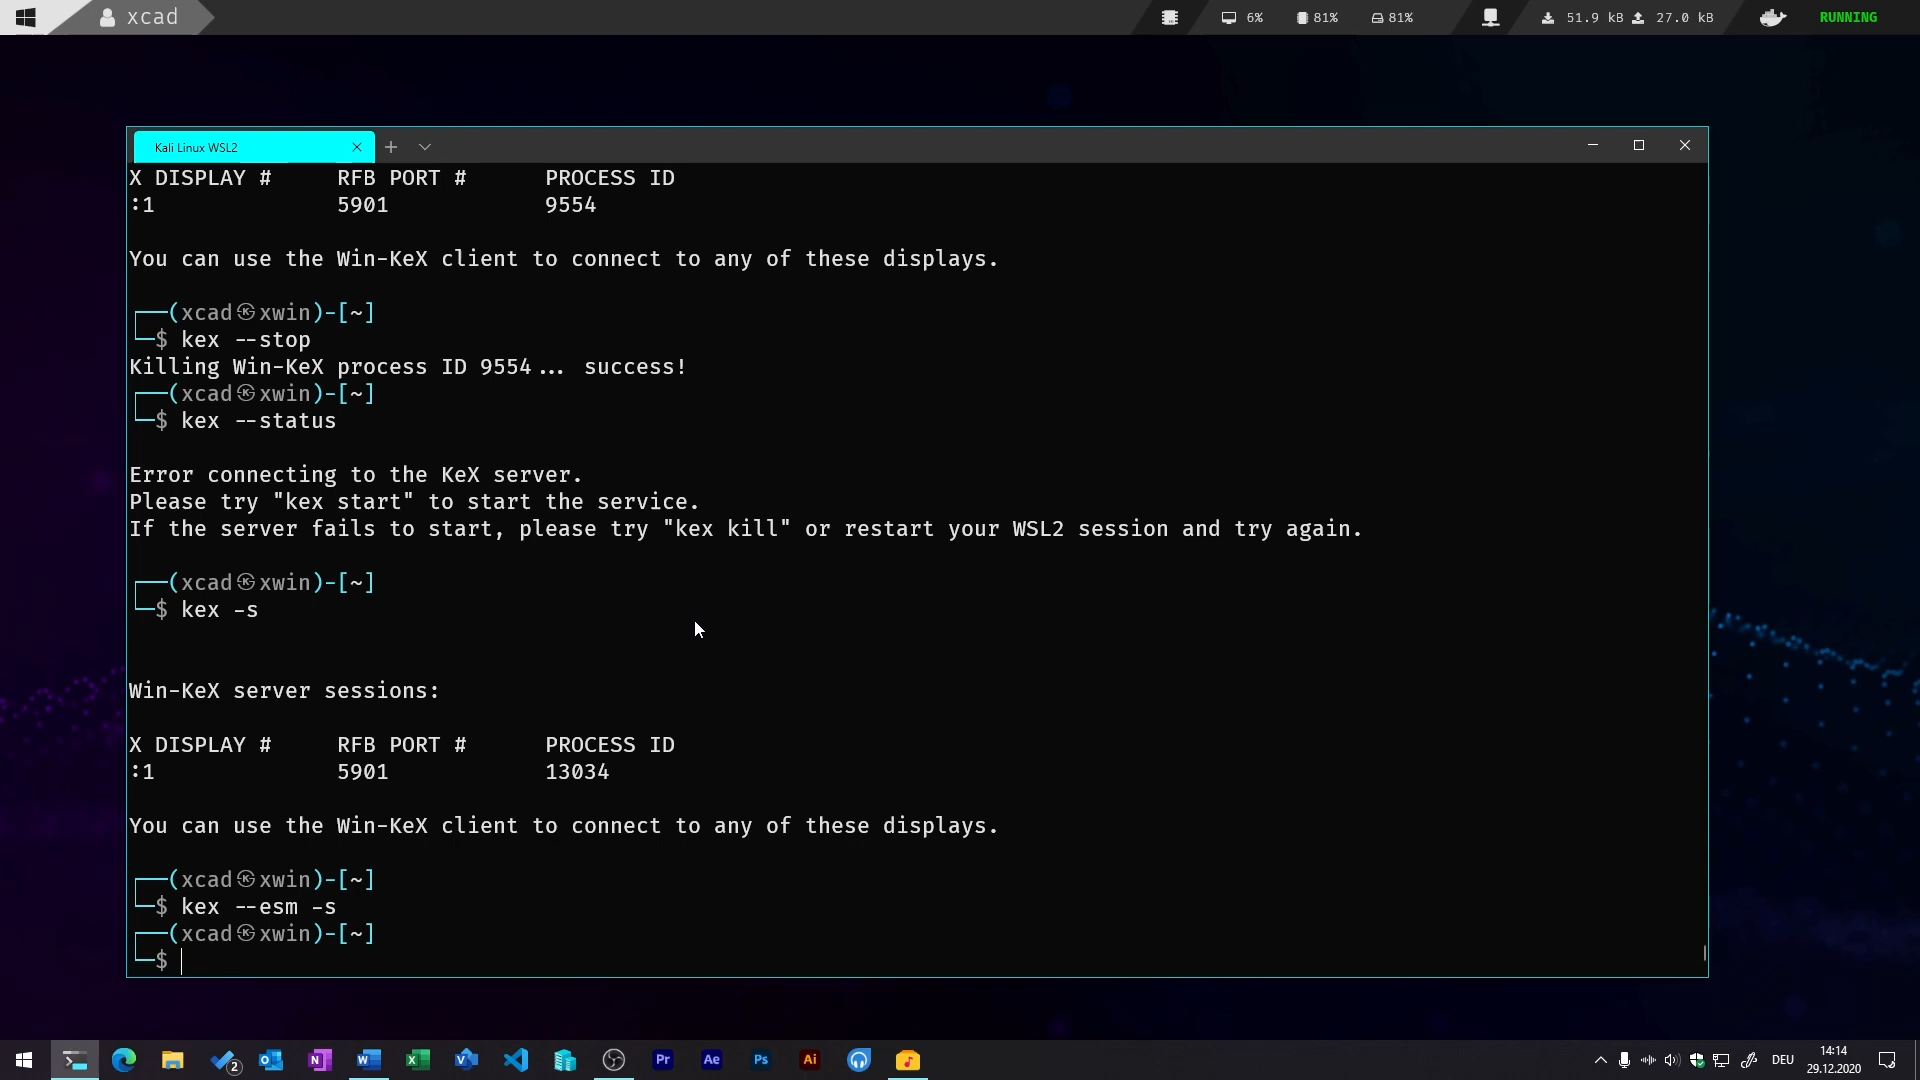 xcad
6%
81%
81%
51.9 kB
27.0 kB
RUNNING
Kali Linux WSL2
X DISPLAY # RFB PORT # PROCESS ID
:1 5901 9554
You can use the Win-KeX client to connect to any of these displays.
┌──(xcad㉿xwin)-[~]
└─$ kex --stop
Killing Win-KeX process ID 9554... success!
┌──(xcad㉿xwin)-[~]
└─$ kex --status
Error connecting to the KeX server.
Please try "kex start" to start the service.
If the server fails to start, please try "kex kill" or restart your WSL2 session and try again.
┌──(xcad㉿xwin)-[~]
└─$ kex -s
Win-KeX server sessions:
X DISPLAY # RFB PORT # PROCESS ID
:1 5901 13034
You can use the Win-KeX client to connect to any of these displays.
┌──(xcad㉿xwin)-[~]
└─$ kex --esm -s
┌──(xcad㉿xwin)-[~]
└─$
2
Pr
Ae
Ps
Ai
DEU
14:14
29.12.2020